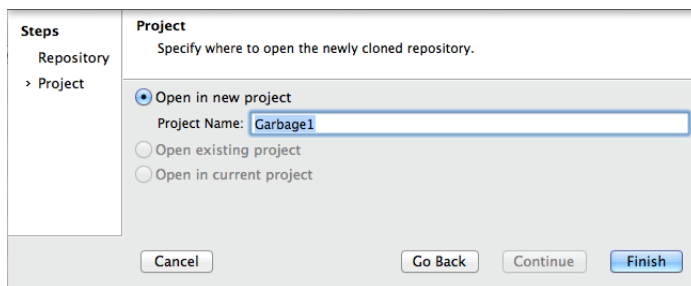 Steps
Repository
› Project
Project
Specify where to open the newly cloned repository.
Open in new project
Project Name: Garbage1
Open existing project
Open in current project
Cancel
Go Back
Continue
Finish